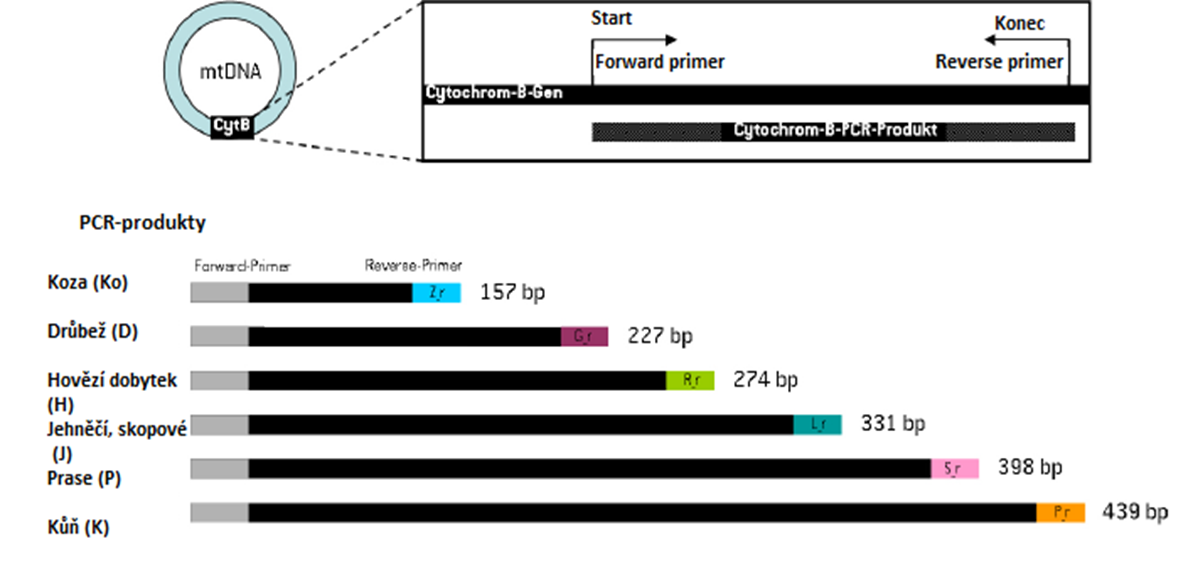 mtDNA
CytB
Start
Konec
Forward primer
Reverse primer
Cytochrom-B-Gen
Cytochrom-B-PCR-Produkt
PCR-produkty
Forward-Primer
Reverse-Primer
Koza (Ko)
Z_r
157 bp
Drůbež (D)
G_r
227 bp
Hovězí dobytek
(H)
R_r
274 bp
Jehněčí, skopové
(J)
L_r
331 bp
Prase (P)
S_r
398 bp
Kůň (K)
P_r
439 bp